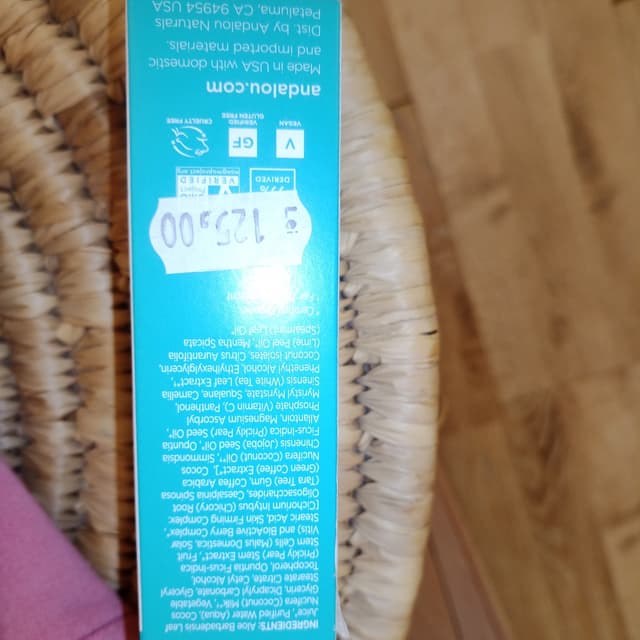 INGREDIENTS: Aloe Barbadensis Leaf
Juice*, Purified Water (Aqua), Cocos
Nucifera (Coconut) Milk**, Vegetable
Glycerin, Dicaprylyl Carbonate, Glyceryl
Stearate Citrate, Cetyl Alcohol,
Tocopherol, Opuntia Ficus-Indica
(Prickly Pear) Stem Extract*, Fruit
Stem Cells (Malus Domestica, Solar
Vitis) and BioActive Berry Complex*,
Stearic Acid, Skin Firming Complex:
[Cichorium Intybus (Chicory) Root
Oligosaccharides, Caesalpinia Spinosa
(Tara Tree) Gum, Coffea Arabica
(Green Coffee) Extract*], Cocos
Nucifera (Coconut) Oil**, Simmondsia
Chinensis (Jojoba) Seed Oil*, Opuntia
Ficus-Indica (Prickly Pear) Seed Oil*,
Allantoin, Magnesium Ascorbyl
Phosphate (Vitamin C), Panthenol,
Myristyl Myristate, Squalane, Camellia
Sinensis (White Tea) Leaf Extract**,
Phenethyl Alcohol, Ethylhexylglycerin,
Coconut Isolates, Citrus Aurantifolia
(Lime) Peel Oil*, Mentha Spicata
(Spearmint) Leaf Oil*
125,00
DERIVED
VERIFIED
VEGAN
GF
VERIFIED
GLUTEN FREE
CRUELTY FREE
andalou.com
Made in USA with domestic
and imported materials.
Dist. by Andalou Naturals
Petaluma, CA 94954 USA